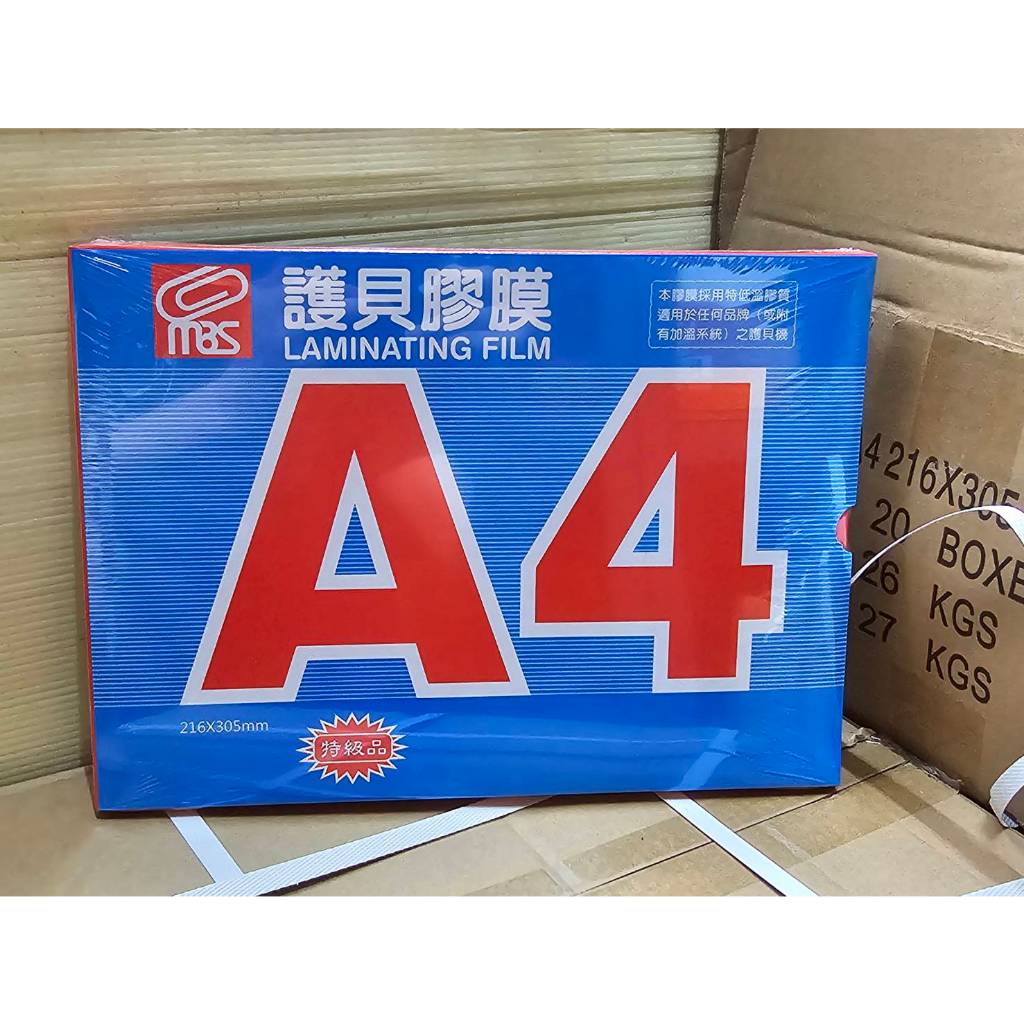 MBS
護貝膠膜
LAMINATING FILM
本膠膜採用特低溫膠質
適用於任何品牌（或附
有加溫系統）之護貝機
A4
216X305mm
特級品
4 216X305
20 BOXE
26 KGS
27 KGS